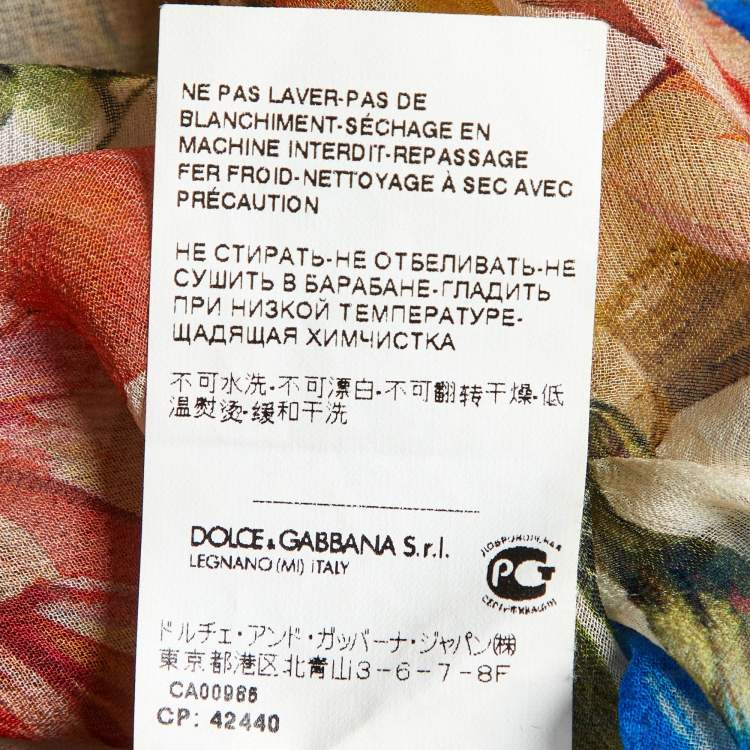 NE PAS LAVER-PAS DE
BLANCHIMENT-SÉCHAGE EN
MACHINE INTERDIT-REPASSAGE
FER FROID-NETTOYAGE À SEC AVEC
PRÉCAUTION
НЕ СТИРАТЬ-НЕ ОТБЕЛИВАТЬ-НЕ
СУШИТЬ В БАРАБАНЕ-ГЛАДИТЬ
ПРИ НИЗКОЙ ТЕМПЕРАТУРЕ-
ЩАДЯЩАЯ ХИМЧИСТКА
不可水洗-不可漂白-不可翻转干燥-低
温熨烫-缓和干洗
DOLCE & GABBANA S.r.l.
LEGNANO (MI) ITALY
ДОБРОВОЛЬНАЯ
РСТ
СЕРТИФИКАЦИЯ
ドルチェ・アンド・ガッバーナ・ジャパン(株)
東京都港区北青山3-6-7-8F
CA00986
CP: 42440